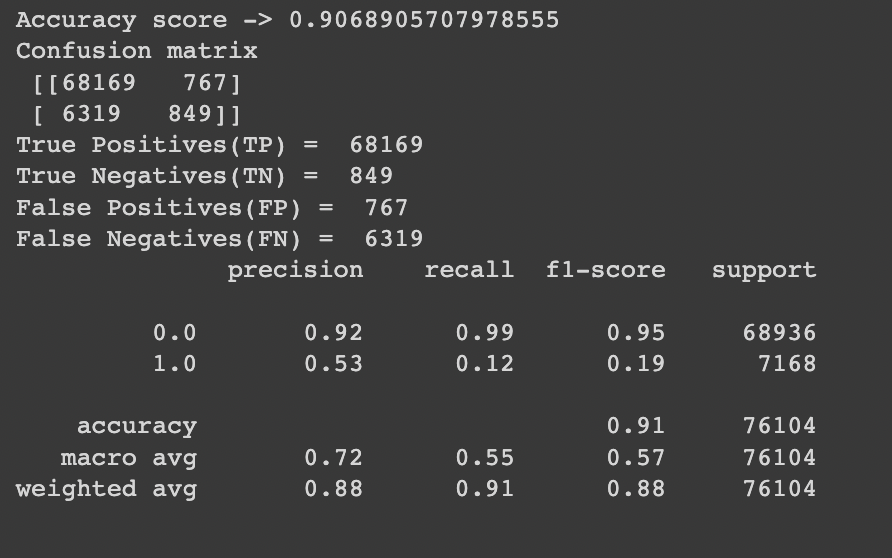 Accuracy score -> 0.9068905707978555
Confusion matrix
[[68169   767]
[ 6319   849]]
True Positives(TP) =  68169
True Negatives(TN) =  849
False Positives(FP) =  767
False Negatives(FN) =  6319
precision    recall  f1-score   support
0.0       0.92      0.99      0.95     68936
1.0       0.53      0.12      0.19      7168
accuracy                           0.91     76104
macro avg       0.72      0.55      0.57     76104
weighted avg       0.88      0.91      0.88     76104